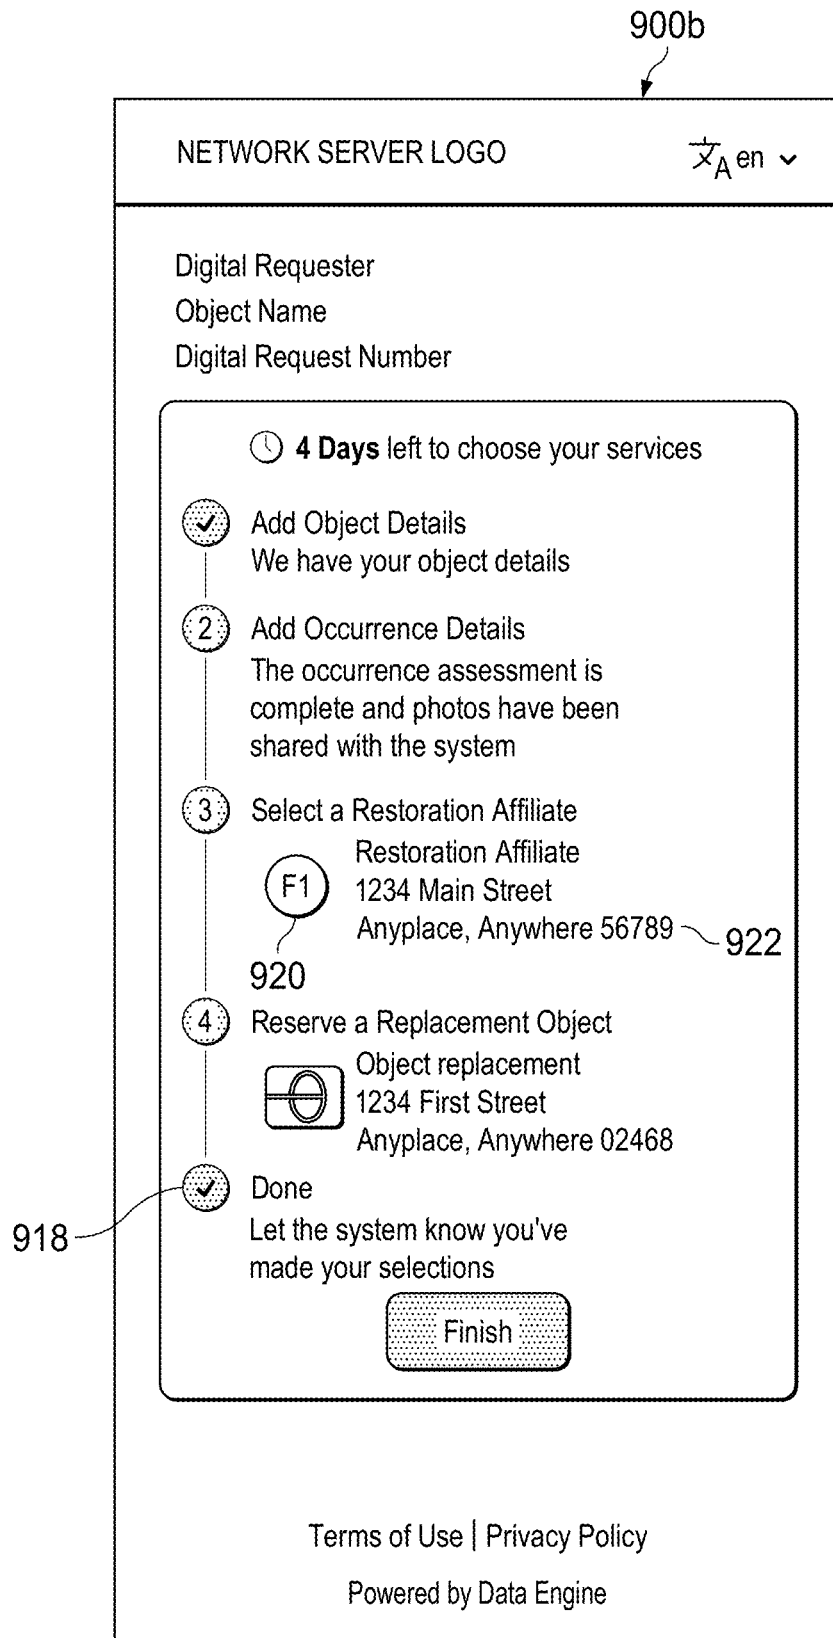 900b
NETWORK SERVER LOGO 文A en
Digital Requester
Object Name
Digital Request Number
4 Days left to choose your services
Add Object Details
We have your object details
2 Add Occurrence Details
The occurrence assessment is
complete and photos have been
shared with the system
3 Select a Restoration Affiliate
Restoration Affiliate
F1 1234 Main Street
Anyplace, Anywhere 56789 922
920
4 Reserve a Replacement Object
Object replacement
1234 First Street
Anyplace, Anywhere 02468
Done
918
Let the system know you've
made your selections
Finish
Terms of Use | Privacy Policy
Powered by Data Engine